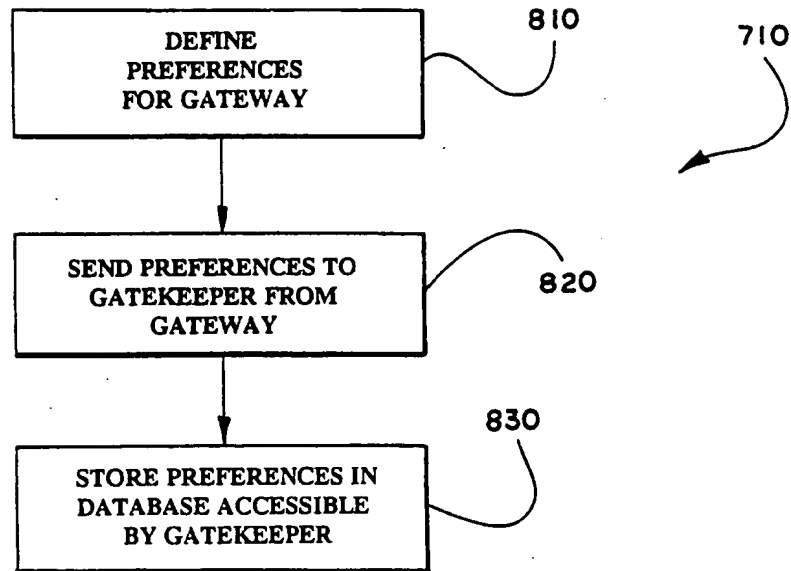 DEFINE
PREFERENCES
FOR GATEWAY
810
710
SEND PREFERENCES TO
GATEKEEPER FROM
GATEWAY
820
STORE PREFERENCES IN
DATABASE ACCESSIBLE
BY GATEKEEPER
830